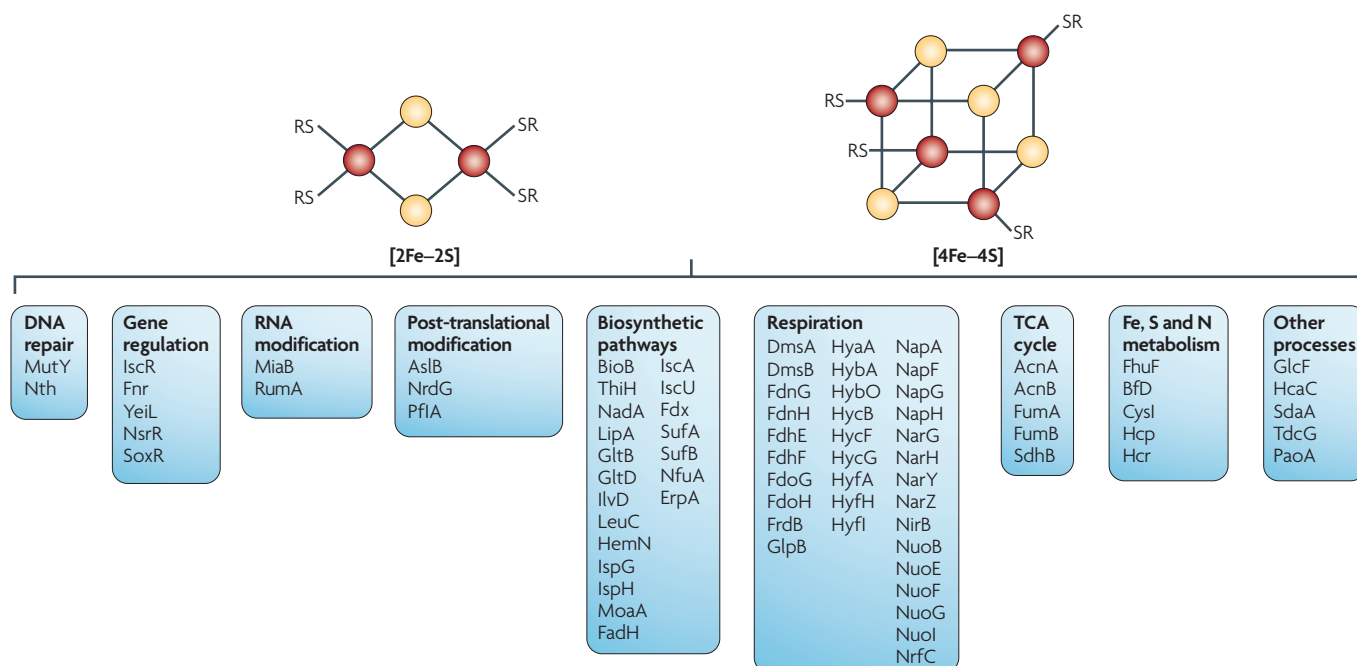 RS
SR
RS
SR
[2Fe–2S]
SR
RS
RS
SR
[4Fe–4S]
DNA
repair
MutY
Nth
Gene
regulation
IscR
Fnr
YeiL
NsrR
SoxR
RNA
modification
MiaB
RumA
Post-translational
modification
AslB
NrdG
PflA
Biosynthetic
pathways
BioB
ThiH
NadA
LipA
GltB
GltD
IlvD
LeuC
HemN
IspG
IspH
MoaA
FadH
IscA
IscU
Fdx
SufA
SufB
NfuA
ErpA
Respiration
DmsA
DmsB
FdnG
FdnH
FdhE
FdhF
FdoG
FdoH
FrdB
GlpB
HyaA
HybA
HybO
HycB
HycF
HycG
HyfA
HyfH
HyfI
NapA
NapF
NapG
NapH
NarG
NarH
NarY
NarZ
NirB
NuoB
NuoE
NuoF
NuoG
NuoI
NrfC
TCA
cycle
AcnA
AcnB
FumA
FumB
SdhB
Fe, S and N
metabolism
FhuF
BfD
CysI
Hcp
Hcr
Other
processes
GlcF
HcaC
SdaA
TdcG
PaoA